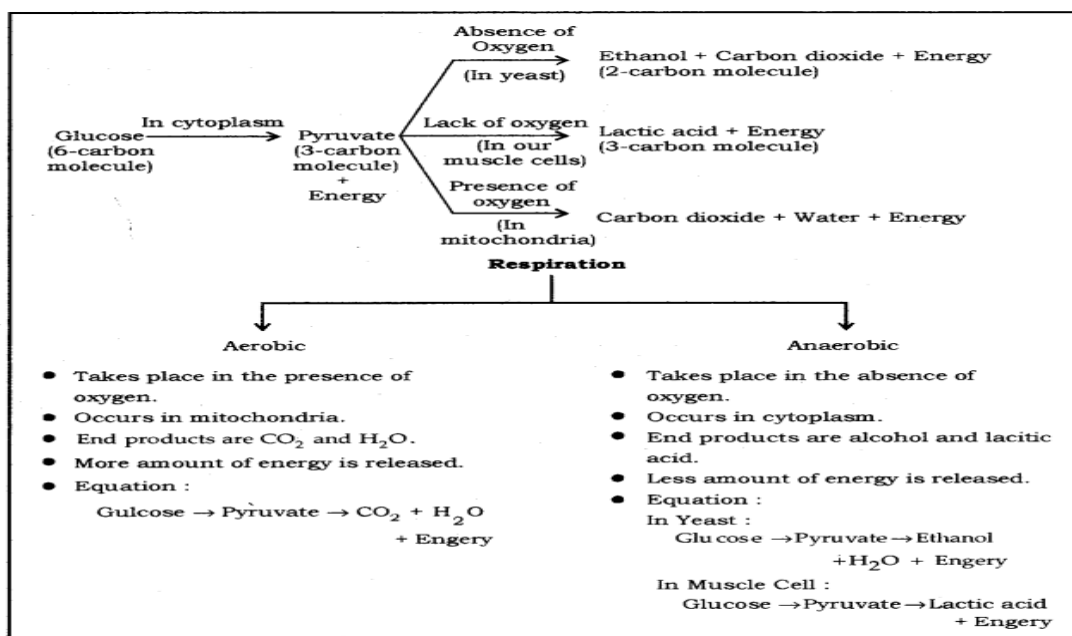 Absence of
Oxygen
Ethanol + Carbon dioxide + Energy
(In yeast)
(2-carbon molecule)
In cytoplasm
Glucose
(6-carbon
molecule)
Pyruvate
(3-carbon
molecule)
+
Energy
Lack of oxygen
(In our
muscle cells)
Lactic acid + Energy
(3-carbon molecule)
Presence of
oxygen
(In
mitochondria)
Carbon dioxide + Water + Energy
Respiration
Aerobic
● Takes place in the presence of
oxygen.
● Occurs in mitochondria.
● End products are CO₂ and H₂O.
● More amount of energy is released.
● Equation :
Gulcose → Pyruvate → CO₂ + H₂O
+ Engery
Anaerobic
● Takes place in the absence of
oxygen.
● Occurs in cytoplasm.
● End products are alcohol and lacitic
acid.
● Less amount of energy is released.
● Equation :
In Yeast :
Glucose → Pyruvate → Ethanol
+H₂O + Engery
In Muscle Cell :
Glucose → Pyruvate → Lactic acid
+ Engery